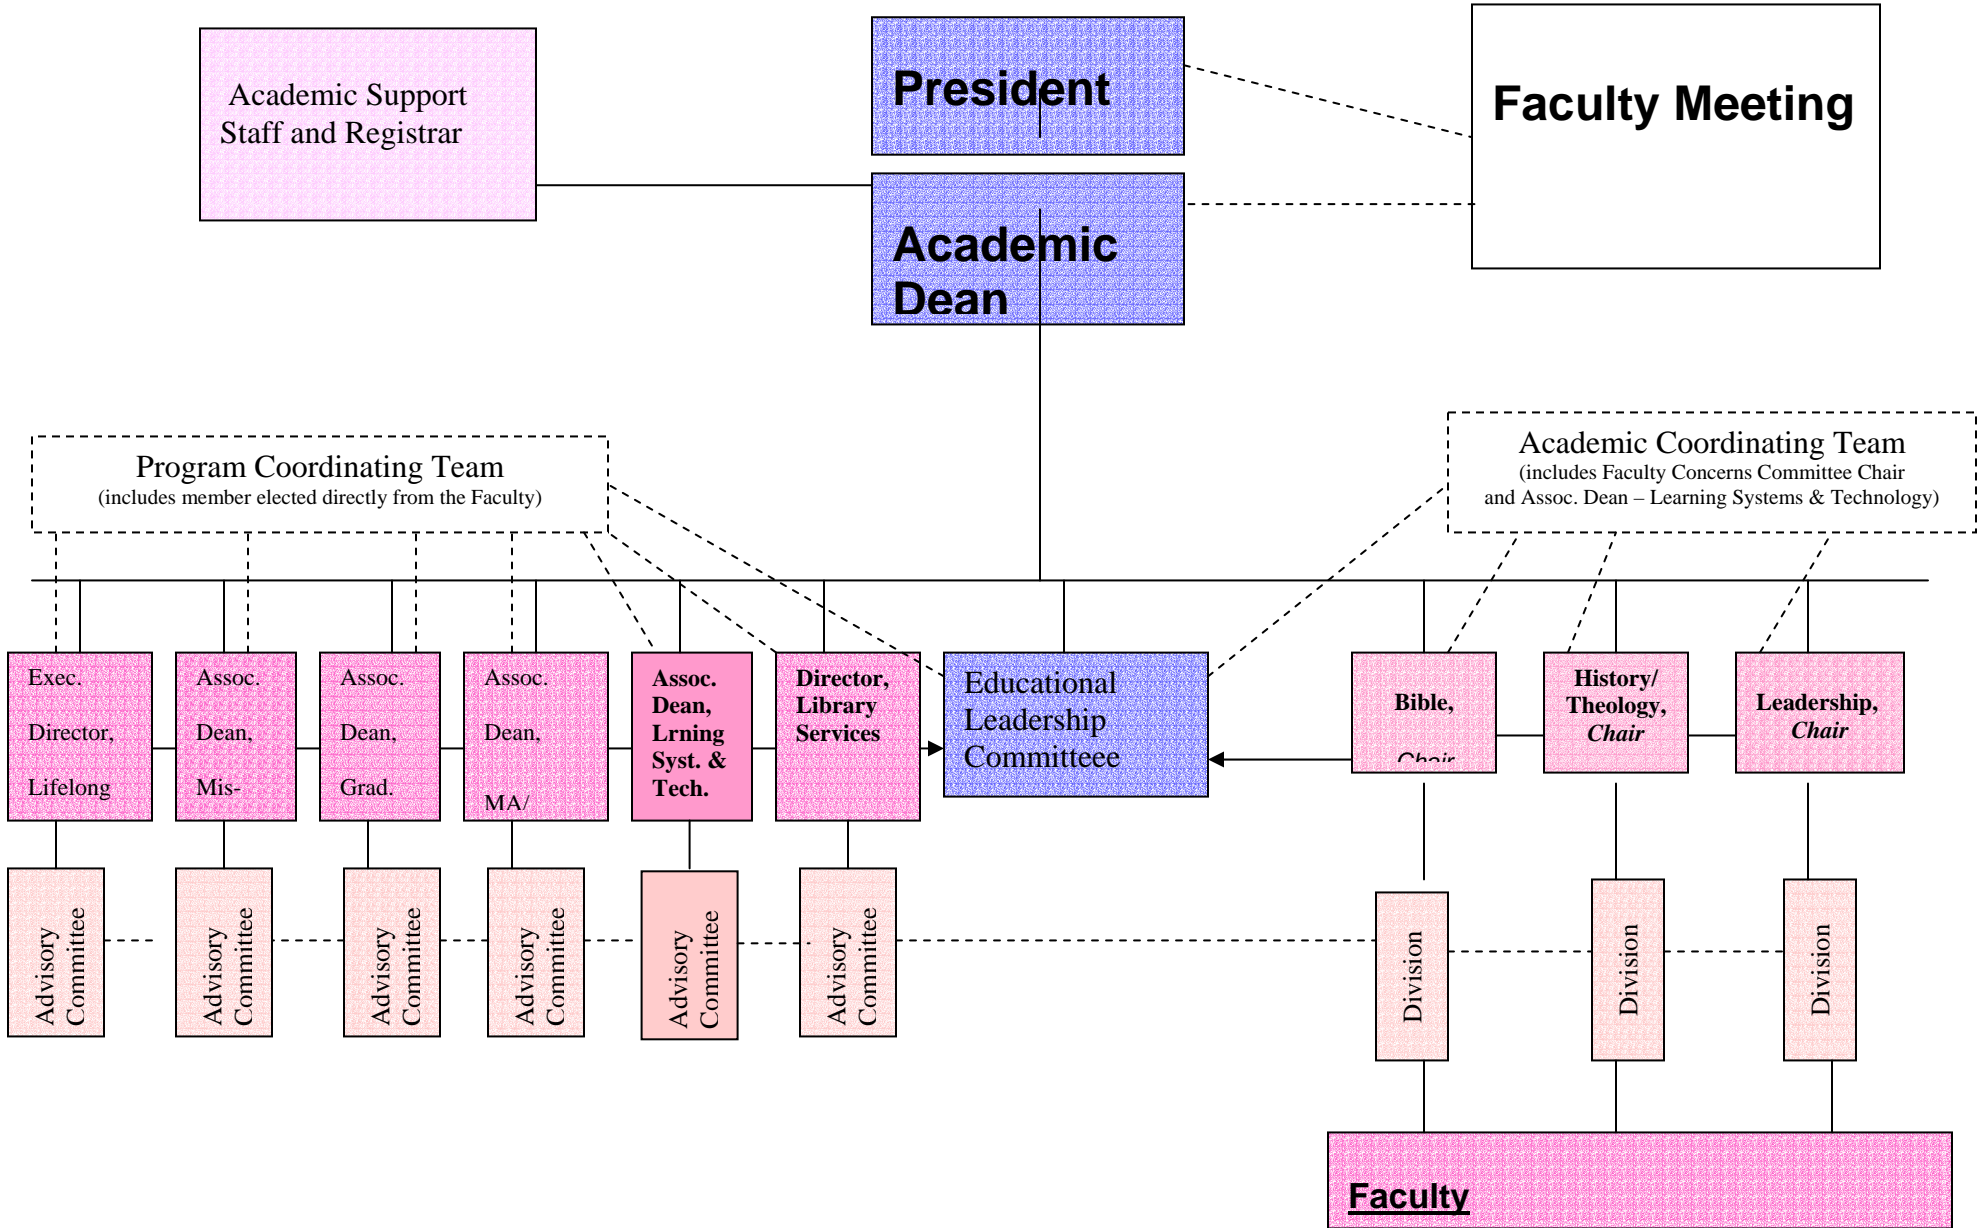 Academic Support
Staff and Registrar
President
Faculty Meeting
Academic
Dean
Program Coordinating Team
(includes member elected directly from the Faculty)
Academic Coordinating Team
(includes Faculty Concerns Committee Chair
and Assoc. Dean – Learning Systems & Technology)
Exec.
Director,
Lifelong
Assoc.
Dean,
Mis-
Assoc.
Dean,
Grad.
Assoc.
Dean,
MA/
Assoc.
Dean,
Lrning
Syst. &
Tech.
Director,
Library
Services
Educational
Leadership
Committeee
Bible,
Chair
History/
Theology,
Chair
Leadership,
Chair
Advisory
Committee
Advisory
Committee
Advisory
Committee
Advisory
Committee
Advisory
Committee
Advisory
Committee
Division
Division
Division
Faculty